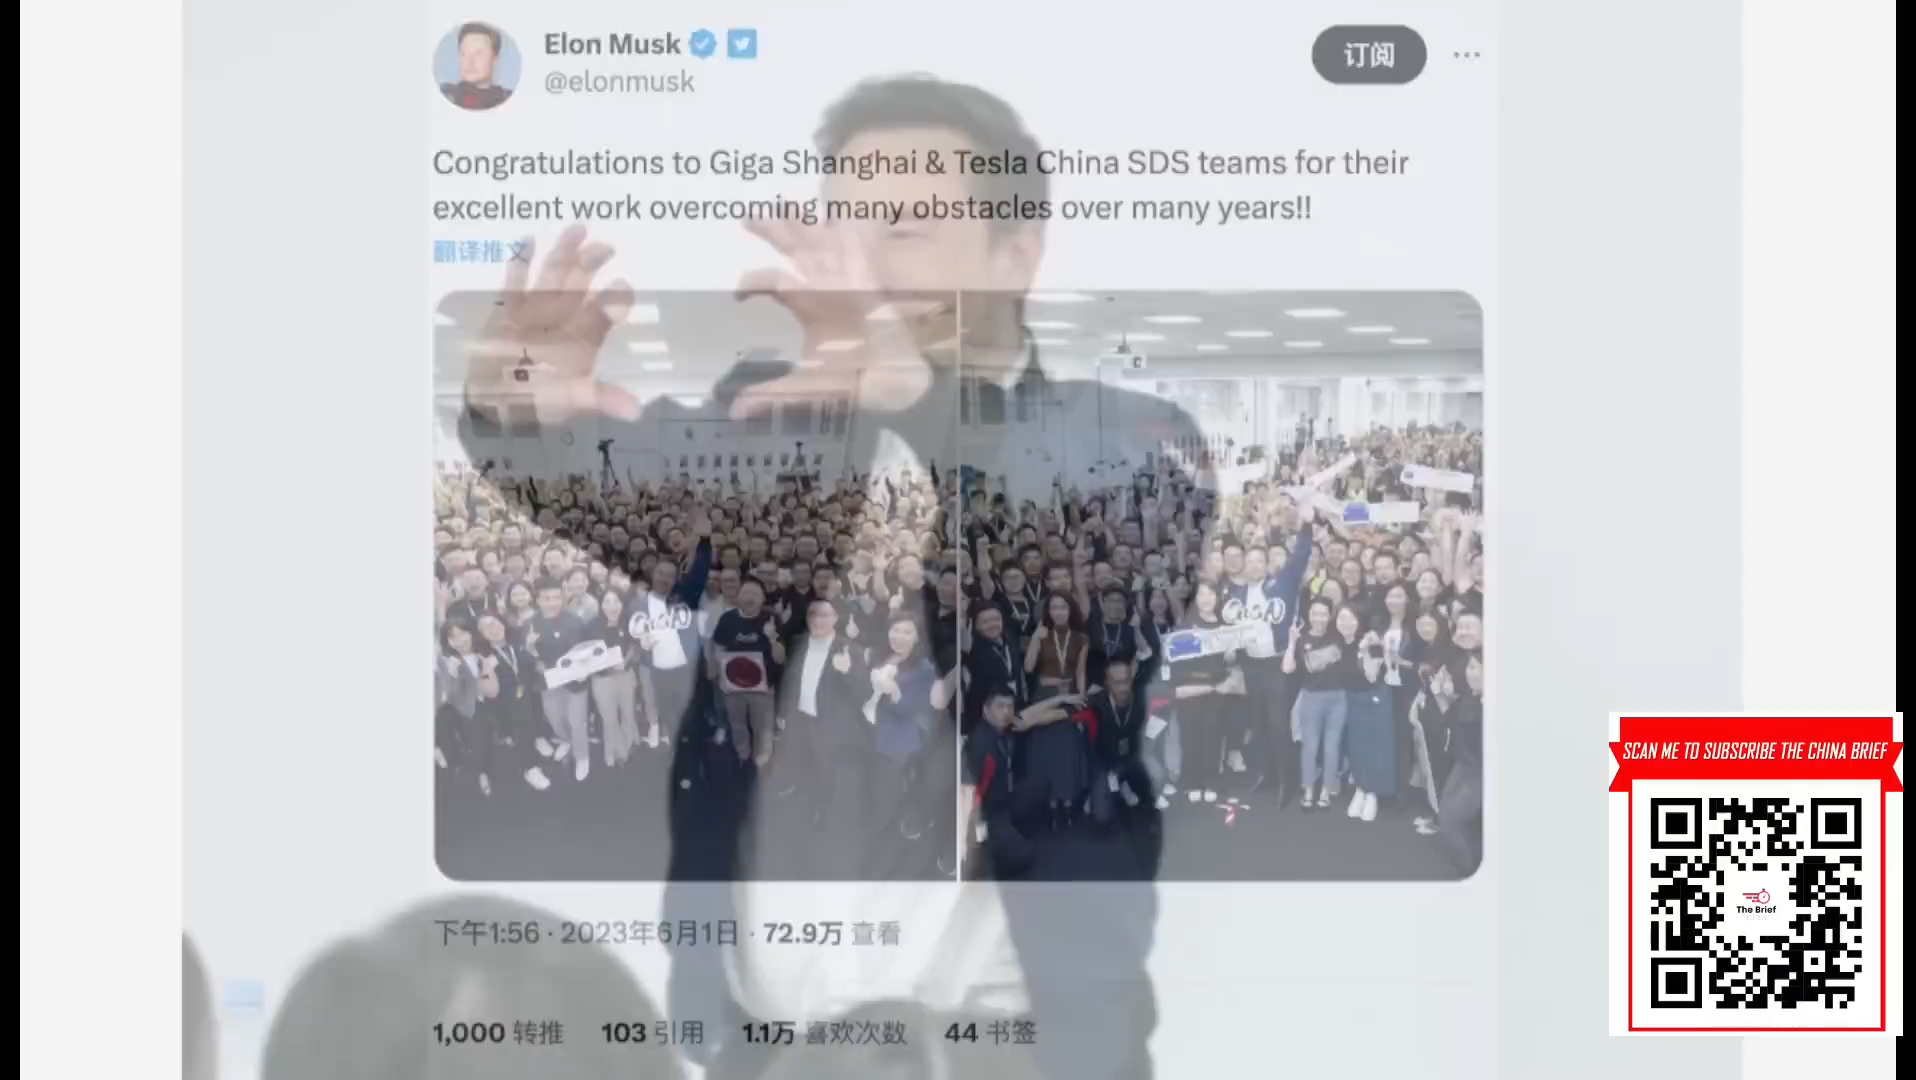 Elon Musk
@elonmusk
订阅
Congratulations to Giga Shanghai & Tesla China SDS teams for their
excellent work overcoming many obstacles over many years!!
翻译推文
下午1:56 · 2023年6月1日 · 72.9万 查看
1,000 转推 103 引用 1.1万 喜欢次数 44 书签
SCAN ME TO SUBSCRIBE THE CHINA BRIEF
The Brief